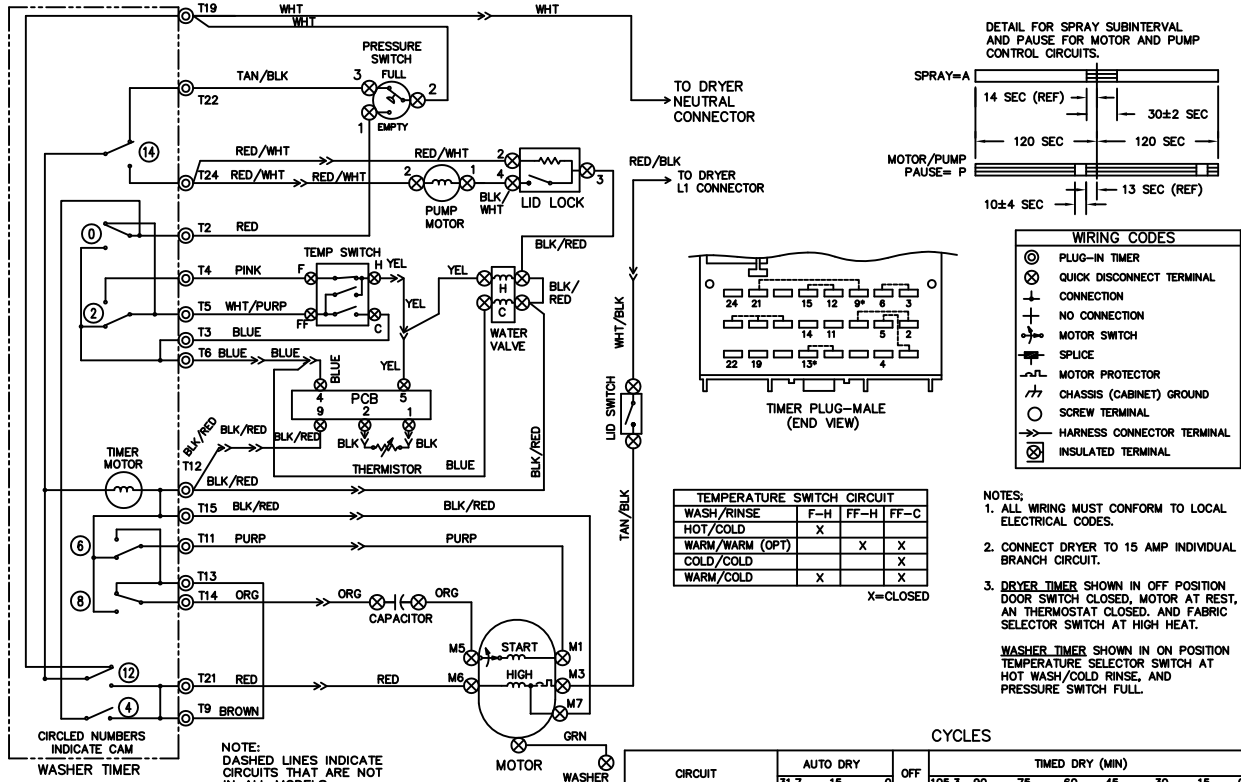 T19
WHT
WHT
WHT
PRESSURE
SWITCH
FULL
3
2
1
EMPTY
TAN/BLK
T22
TO DRYER
NEUTRAL
CONNECTOR
14
RED/WHT
RED/WHT
T24
RED/WHT
RED/WHT
2
1
PUMP
MOTOR
BLK
WHT
2
4
3
LID LOCK
RED/BLK
TO DRYER
L1 CONNECTOR
0
T2
RED
BLK/RED
TEMP SWITCH
T4
PINK
F
H
YEL
YEL
YEL
YEL
H
C
BLK/
RED
WATER
VALVE
2
T5
WHT/PURP
FF
C
T3
BLUE
T6
BLUE
BLUE
BLUE
4
5
PCB
9
2
1
BLK/RED
BLK/RED
BLK/RED
BLK
BLK
THERMISTOR
BLUE
BLK/RED
WHT/BLK
LID SWITCH
TAN/BLK
TIMER
MOTOR
T12
BLK/RED
T15
BLK/RED
BLK/RED
6
T11
PURP
PURP
8
T13
T14
ORG
ORG
ORG
CAPACITOR
M5
START
M1
M6
HIGH
M3
M7
12
T21
RED
RED
4
T9
BROWN
CIRCLED NUMBERS
INDICATE CAM
WASHER TIMER
NOTE:
DASHED LINES INDICATE
CIRCUITS THAT ARE NOT
IN ALL MODELS
MOTOR
GRN
WASHER
DETAIL FOR SPRAY SUBINTERVAL
AND PAUSE FOR MOTOR AND PUMP
CONTROL CIRCUITS.
SPRAY=A
14 SEC (REF)
30±2 SEC
120 SEC
120 SEC
MOTOR/PUMP
PAUSE= P
13 SEC (REF)
10±4 SEC
24 21 15 12 9* 6 3
14 11 5 2
22 19 13* 4
TIMER PLUG-MALE
(END VIEW)
WIRING CODES
PLUG-IN TIMER
QUICK DISCONNECT TERMINAL
CONNECTION
NO CONNECTION
MOTOR SWITCH
SPLICE
MOTOR PROTECTOR
CHASSIS (CABINET) GROUND
SCREW TERMINAL
HARNESS CONNECTOR TERMINAL
INSULATED TERMINAL
TEMPERATURE SWITCH CIRCUIT
WASH/RINSE F-H FF-H FF-C
HOT/COLD X
WARM/WARM (OPT) X X
COLD/COLD X
WARM/COLD X X
X=CLOSED
NOTES;
1. ALL WIRING MUST CONFORM TO LOCAL
ELECTRICAL CODES.
2. CONNECT DRYER TO 15 AMP INDIVIDUAL
BRANCH CIRCUIT.
3. DRYER TIMER SHOWN IN OFF POSITION
DOOR SWITCH CLOSED, MOTOR AT REST,
AN THERMOSTAT CLOSED. AND FABRIC
SELECTOR SWITCH AT HIGH HEAT.
WASHER TIMER SHOWN IN ON POSITION
TEMPERATURE SELECTOR SWITCH AT
HOT WASH/COLD RINSE, AND
PRESSURE SWITCH FULL.
CYCLES
CIRCUIT
AUTO DRY
OFF
TIMED DRY (MIN)